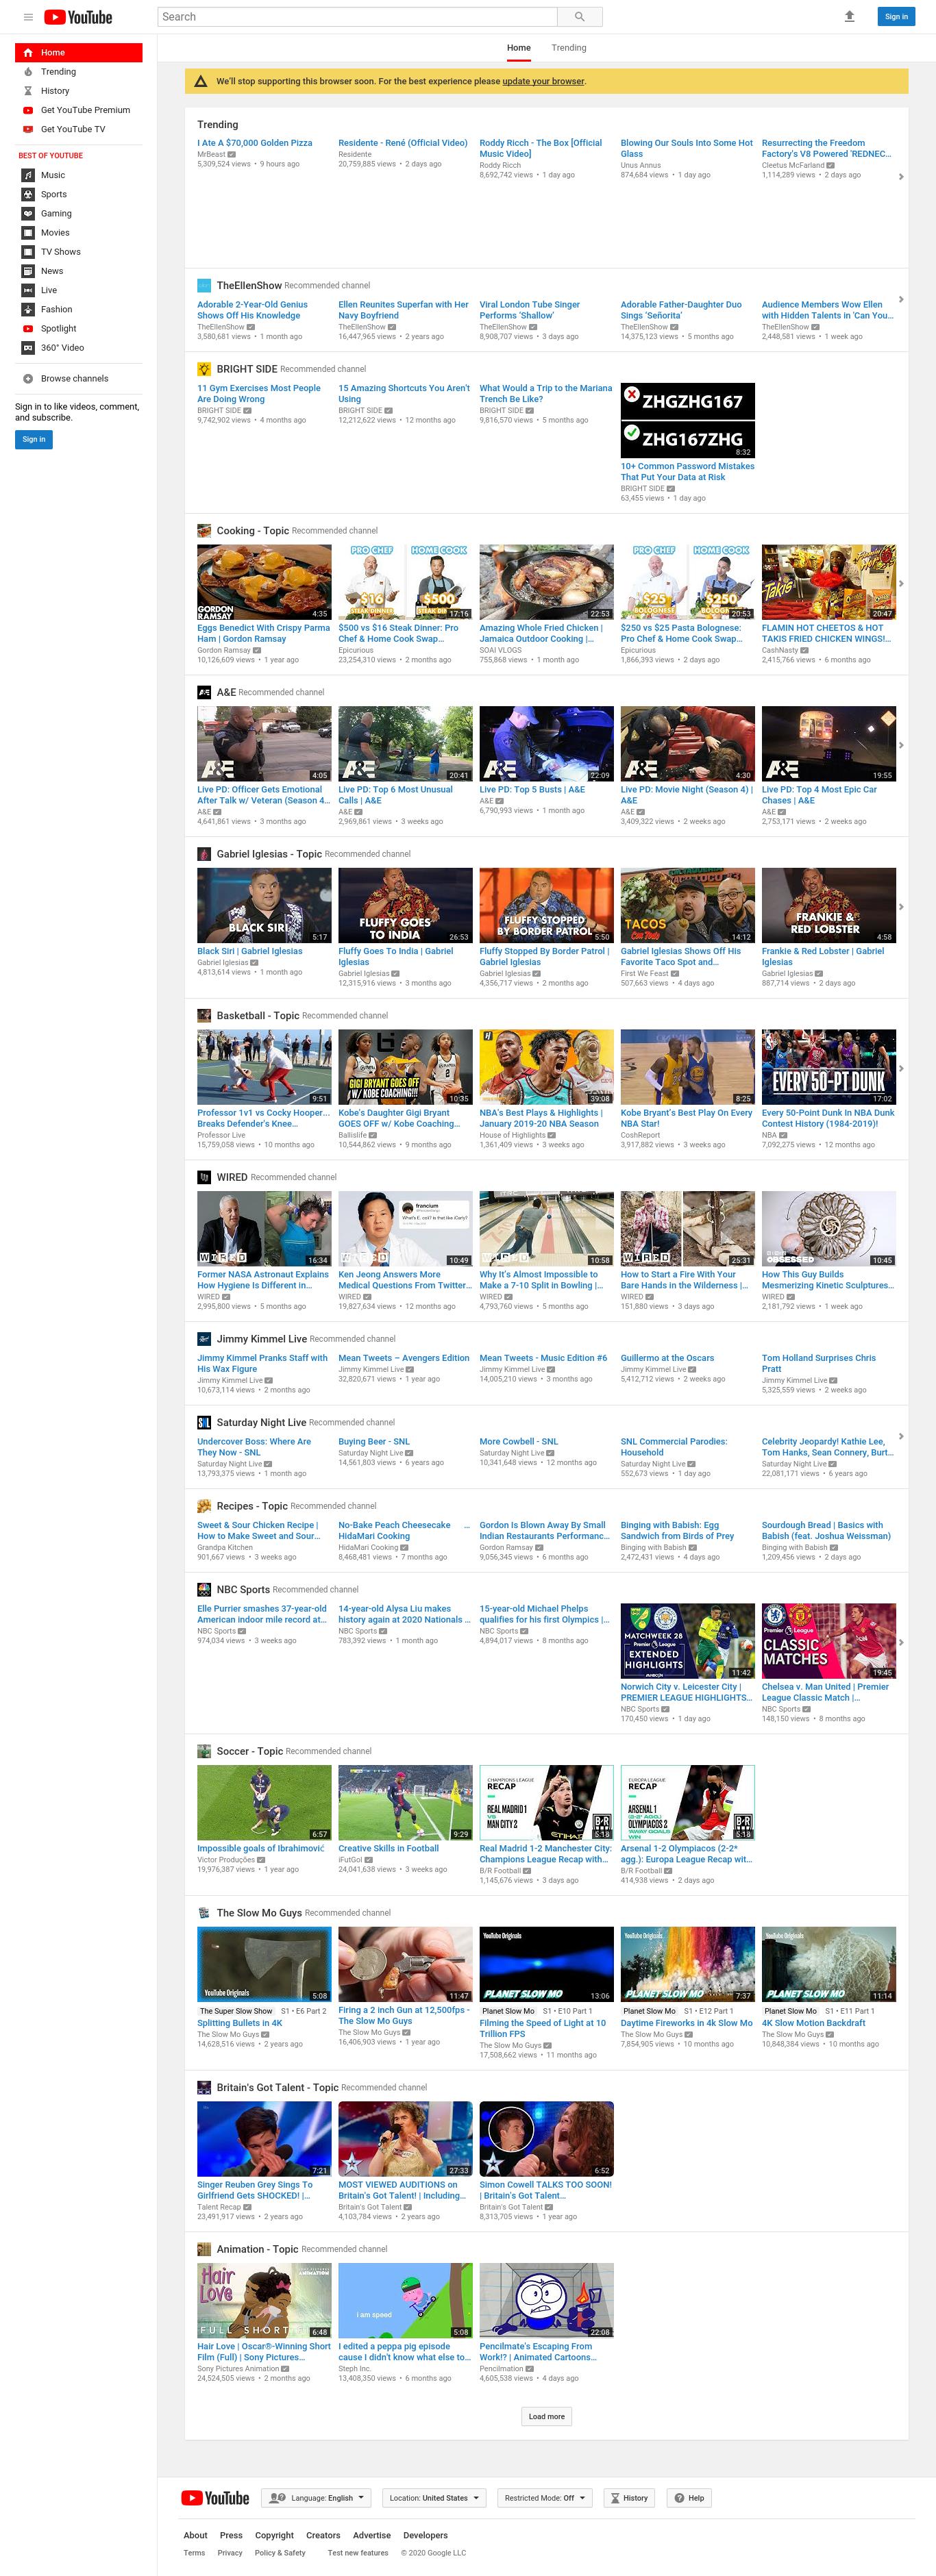 YouTube
Search
Sign in
Home
Trending
History
Get YouTube Premium
Get YouTube TV
BEST OF YOUTUBE
Music
Sports
Gaming
Movies
TV Shows
News
Live
Fashion
Spotlight
360° Video
Browse channels
Sign in to like videos, comment,
and subscribe.
Sign in
Home Trending
We'll stop supporting this browser soon. For the best experience please update your browser.
Trending
I Ate A $70,000 Golden Pizza
MrBeast
5,309,524 views • 9 hours ago
Residente - René (Official Video)
Residente
20,759,885 views • 2 days ago
Roddy Ricch - The Box [Official
Music Video]
Roddy Ricch
8,692,742 views • 1 day ago
Blowing Our Souls Into Some Hot
Glass
Unus Annus
874,684 views • 1 day ago
Resurrecting the Freedom
Factory's V8 Powered 'REDNEC...
Cleetus McFarland
1,114,289 views • 2 days ago
TheEllenShow Recommended channel
Adorable 2-Year-Old Genius
Shows Off His Knowledge
TheEllenShow
3,580,681 views • 1 month ago
Ellen Reunites Superfan with Her
Navy Boyfriend
TheEllenShow
16,447,965 views • 2 years ago
Viral London Tube Singer
Performs 'Shallow'
TheEllenShow
8,908,707 views • 3 days ago
Adorable Father-Daughter Duo
Sings 'Señorita'
TheEllenShow
14,375,123 views • 5 months ago
Audience Members Wow Ellen
with Hidden Talents in 'Can You...
TheEllenShow
2,448,581 views • 1 week ago
BRIGHT SIDE Recommended channel
11 Gym Exercises Most People
Are Doing Wrong
BRIGHT SIDE
9,742,902 views • 4 months ago
15 Amazing Shortcuts You Aren't
Using
BRIGHT SIDE
12,212,622 views • 12 months ago
What Would a Trip to the Mariana
Trench Be Like?
BRIGHT SIDE
9,816,570 views • 5 months ago
ZHGZHG167
ZHG167ZHG
8:32
10+ Common Password Mistakes
That Put Your Data at Risk
BRIGHT SIDE
63,455 views • 1 day ago
Cooking - Topic Recommended channel
GORDON
RAMSAY
4:35
Eggs Benedict With Crispy Parma
Ham | Gordon Ramsay
Gordon Ramsay
10,126,609 views • 1 year ago
PRO CHEF HOME COOK
$16 $500
STEAK DINNER STEAK DIN
17:16
$500 vs $16 Steak Dinner: Pro
Chef & Home Cook Swap...
Epicurious
23,254,310 views • 2 months ago
22:53
Amazing Whole Fried Chicken |
Jamaica Outdoor Cooking |...
SOAI VLOGS
755,868 views • 1 month ago
PRO CHEF HOME COOK
$25 $250
BOLOGNESE BOLOGN
20:53
$250 vs $25 Pasta Bolognese:
Pro Chef & Home Cook Swap...
Epicurious
1,866,393 views • 2 days ago
Takis
20:47
FLAMIN HOT CHEETOS & HOT
TAKIS FRIED CHICKEN WINGS!...
CashNasty
2,415,766 views • 6 months ago
A&E Recommended channel
A&E
4:05
Live PD: Officer Gets Emotional
After Talk w/ Veteran (Season 4...
A&E
4,641,861 views • 3 months ago
A&E
20:41
Live PD: Top 6 Most Unusual
Calls | A&E
A&E
2,969,861 views • 3 weeks ago
A&E
22:09
Live PD: Top 5 Busts | A&E
A&E
6,790,993 views • 1 month ago
A&E
4:30
Live PD: Movie Night (Season 4) |
A&E
A&E
3,409,322 views • 2 weeks ago
A&E
19:55
Live PD: Top 4 Most Epic Car
Chases | A&E
A&E
2,753,171 views • 2 weeks ago
Gabriel Iglesias - Topic Recommended channel
BLACK SIRI
5:17
Black Siri | Gabriel Iglesias
Gabriel Iglesias
4,813,614 views • 1 month ago
FLUFFY GOES
TO INDIA
26:53
Fluffy Goes To India | Gabriel
Iglesias
Gabriel Iglesias
12,315,916 views • 3 months ago
FLUFFY STOPPED
BY BORDER PATROL
5:50
Fluffy Stopped By Border Patrol |
Gabriel Iglesias
Gabriel Iglesias
4,356,717 views • 2 months ago
TACOS
14:12
Gabriel Iglesias Shows Off His
Favorite Taco Spot and...
First We Feast
507,663 views • 4 days ago
FRANKIE &
RED LOBSTER
4:58
Frankie & Red Lobster | Gabriel
Iglesias
Gabriel Iglesias
887,714 views • 2 days ago
Basketball - Topic Recommended channel
9:51
Professor 1v1 vs Cocky Hooper...
Breaks Defender's Knee...
Professor Live
15,759,058 views • 10 months ago
GIGI BRYANT GOES OFF
W/ KOBE COACHING!!!
10:35
Kobe's Daughter Gigi Bryant
GOES OFF w/ Kobe Coaching...
Ballislife
10,544,862 views • 9 months ago
39:08
NBA's Best Plays & Highlights |
January 2019-20 NBA Season
House of Highlights
1,361,409 views • 3 weeks ago
8:25
Kobe Bryant's Best Play On Every
NBA Star!
CoshReport
3,917,882 views • 3 weeks ago
EVERY 50-PT DUNK
17:02
Every 50-Point Dunk In NBA Dunk
Contest History (1984-2019)!
NBA
7,092,275 views • 12 months ago
WIRED Recommended channel
WIRED
16:34
Former NASA Astronaut Explains
How Hygiene Is Different in...
WIRED
2,995,800 views • 5 months ago
francium
What's E. coli? is that like iCarly?
WIRED
10:49
Ken Jeong Answers More
Medical Questions From Twitter...
WIRED
19,827,634 views • 12 months ago
WIRED
10:58
Why It's Almost Impossible to
Make a 7-10 Split in Bowling |...
WIRED
4,793,760 views • 5 months ago
WIRED
25:31
How to Start a Fire With Your
Bare Hands in the Wilderness |...
WIRED
151,880 views • 3 days ago
OBSESSED
10:45
How This Guy Builds
Mesmerizing Kinetic Sculptures...
WIRED
2,181,792 views • 1 week ago
Jimmy Kimmel Live Recommended channel
Jimmy Kimmel Pranks Staff with
His Wax Figure
Jimmy Kimmel Live
10,673,114 views • 2 months ago
Mean Tweets – Avengers Edition
Jimmy Kimmel Live
32,820,671 views • 1 year ago
Mean Tweets - Music Edition #6
Jimmy Kimmel Live
14,005,210 views • 3 months ago
Guillermo at the Oscars
Jimmy Kimmel Live
5,412,712 views • 2 weeks ago
Tom Holland Surprises Chris
Pratt
Jimmy Kimmel Live
5,325,559 views • 2 weeks ago
Saturday Night Live Recommended channel
Undercover Boss: Where Are
They Now - SNL
Saturday Night Live
13,793,375 views • 1 month ago
Buying Beer - SNL
Saturday Night Live
14,561,803 views • 6 years ago
More Cowbell - SNL
Saturday Night Live
10,341,648 views • 12 months ago
SNL Commercial Parodies:
Household
Saturday Night Live
552,673 views • 1 day ago
Celebrity Jeopardy! Kathie Lee,
Tom Hanks, Sean Connery, Burt...
Saturday Night Live
22,081,171 views • 6 years ago
Recipes - Topic Recommended channel
Sweet & Sour Chicken Recipe |
How to Make Sweet and Sour...
Grandpa Kitchen
901,667 views • 3 weeks ago
No-Bake Peach Cheesecake ...
HidaMari Cooking
HidaMari Cooking
8,468,481 views • 7 months ago
Gordon Is Blown Away By Small
Indian Restaurants Performanc...
Gordon Ramsay
9,056,345 views • 6 months ago
Binging with Babish: Egg
Sandwich from Birds of Prey
Binging with Babish
2,472,431 views • 4 days ago
Sourdough Bread | Basics with
Babish (feat. Joshua Weissman)
Binging with Babish
1,209,456 views • 2 days ago
NBC Sports Recommended channel
Elle Purrier smashes 37-year-old
American indoor mile record at...
NBC Sports
974,034 views • 3 weeks ago
14-year-old Alysa Liu makes
history again at 2020 Nationals ...
NBC Sports
783,392 views • 1 month ago
15-year-old Michael Phelps
qualifies for his first Olympics |...
NBC Sports
4,894,017 views • 8 months ago
MATCHWEEK 28
Premier League
EXTENDED
HIGHLIGHTS
11:42
Norwich City v. Leicester City |
PREMIER LEAGUE HIGHLIGHTS...
NBC Sports
170,450 views • 1 day ago
Premier League
CLASSIC
MATCHES
19:45
Chelsea v. Man United | Premier
League Classic Match |...
NBC Sports
148,150 views • 8 months ago
Soccer - Topic Recommended channel
6:57
Impossible goals of Ibrahimović
Victor Produções
19,976,387 views • 1 year ago
9:29
Creative Skills in Football
iFutGol
24,041,638 views • 3 weeks ago
CHAMPIONS LEAGUE
RECAP
REAL MADRID 1
VS
MAN CITY 2
B/R
5:18
Real Madrid 1-2 Manchester City:
Champions League Recap with...
B/R Football
1,145,676 views • 3 days ago
EUROPA LEAGUE
RECAP
ARSENAL 1
(2-2* AGG.)
OLYMPIACOS 2
*AWAY GOALS
WIN
B/R
5:18
Arsenal 1-2 Olympiacos (2-2*
agg.): Europa League Recap wit...
B/R Football
414,938 views • 2 days ago
The Slow Mo Guys Recommended channel
YouTube Originals
5:08
The Super Slow Show S1 • E6 Part 2
Splitting Bullets in 4K
The Slow Mo Guys
14,628,516 views • 2 years ago
11:47
Firing a 2 inch Gun at 12,500fps -
The Slow Mo Guys
The Slow Mo Guys
16,406,903 views • 1 year ago
YouTube Originals
PLANET SLOW MO
13:06
Planet Slow Mo S1 • E10 Part 1
Filming the Speed of Light at 10
Trillion FPS
The Slow Mo Guys
17,508,662 views • 11 months ago
YouTube Originals
PLANET SLOW MO
7:37
Planet Slow Mo S1 • E12 Part 1
Daytime Fireworks in 4k Slow Mo
The Slow Mo Guys
7,854,905 views • 10 months ago
YouTube Originals
PLANET SLOW MO
11:14
Planet Slow Mo S1 • E11 Part 1
4K Slow Motion Backdraft
The Slow Mo Guys
10,848,384 views • 10 months ago
Britain's Got Talent - Topic Recommended channel
7:21
Singer Reuben Grey Sings To
Girlfriend Gets SHOCKED! |...
Talent Recap
23,491,917 views • 2 years ago
27:33
MOST VIEWED AUDITIONS on
Britain's Got Talent! | Including...
Britain's Got Talent
4,103,784 views • 2 years ago
6:52
Simon Cowell TALKS TOO SOON!
| Britain's Got Talent...
Britain's Got Talent
8,313,705 views • 1 year ago
Animation - Topic Recommended channel
Hair
Love
ANIMATION
FULL SHORT
6:48
Hair Love | Oscar®-Winning Short
Film (Full) | Sony Pictures...
Sony Pictures Animation
24,524,505 views • 2 months ago
i am speed
5:08
I edited a peppa pig episode
cause I didn't know what else to...
Steph Inc.
13,408,350 views • 6 months ago
22:08
Pencilmate's Escaping From
Work!? | Animated Cartoons...
Pencilmation
4,605,538 views • 4 days ago
Load more
YouTube
Language: English
Location: United States
Restricted Mode: Off
History
Help
About Press Copyright Creators Advertise Developers
Terms Privacy Policy & Safety Test new features © 2020 Google LLC